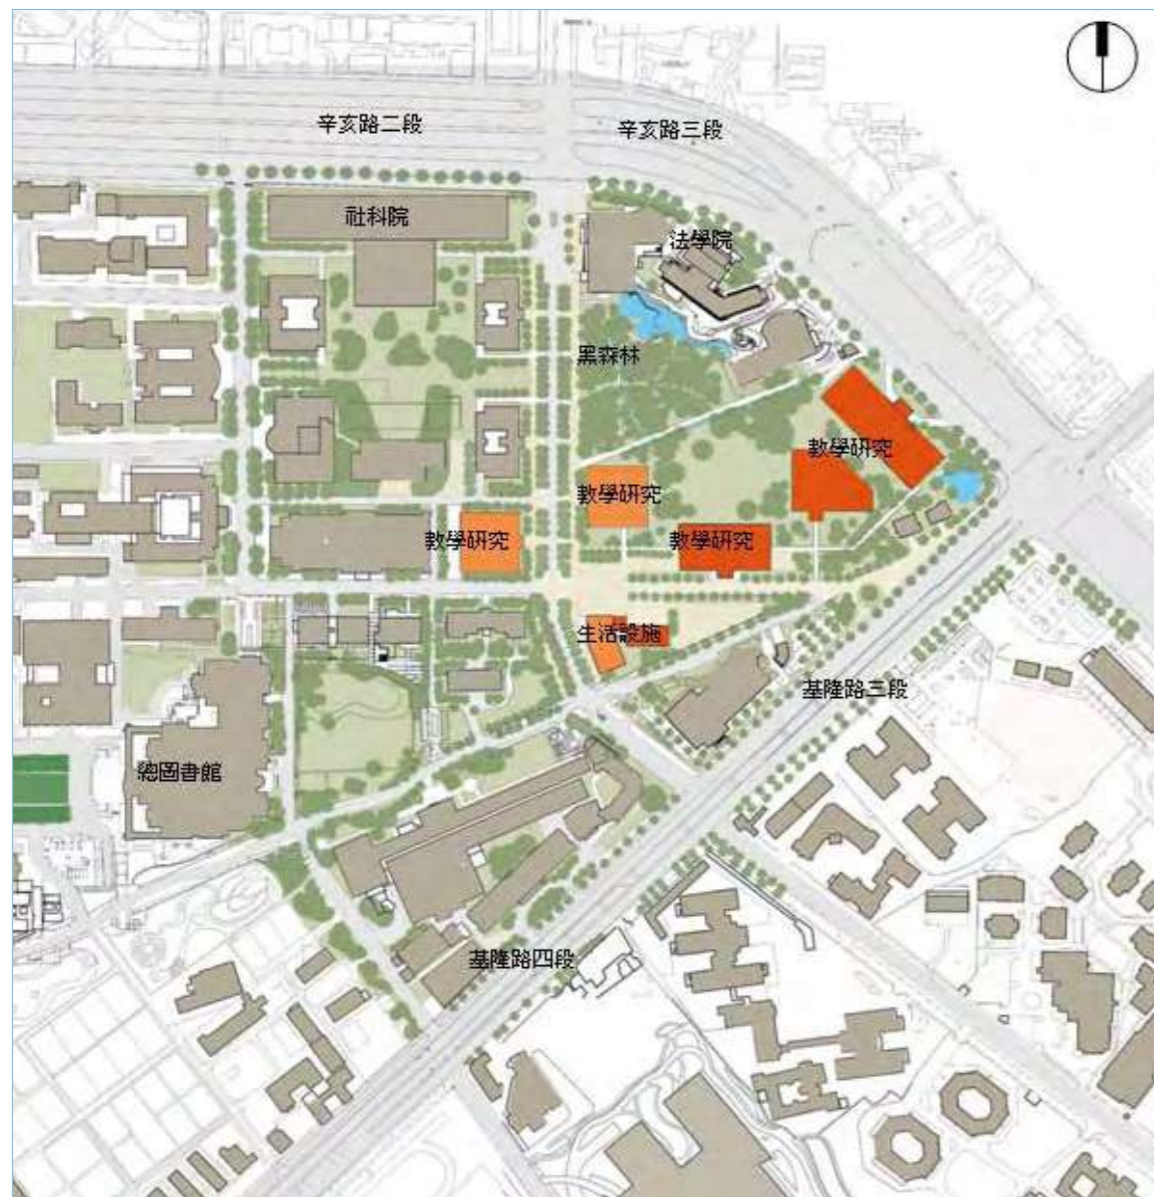 辛亥路二段
辛亥路三段
社科院
法學院
黑森林
教學研究
教學研究
教學研究
教學研究
生活設施
基隆路三段
總圖書館
基隆路四段